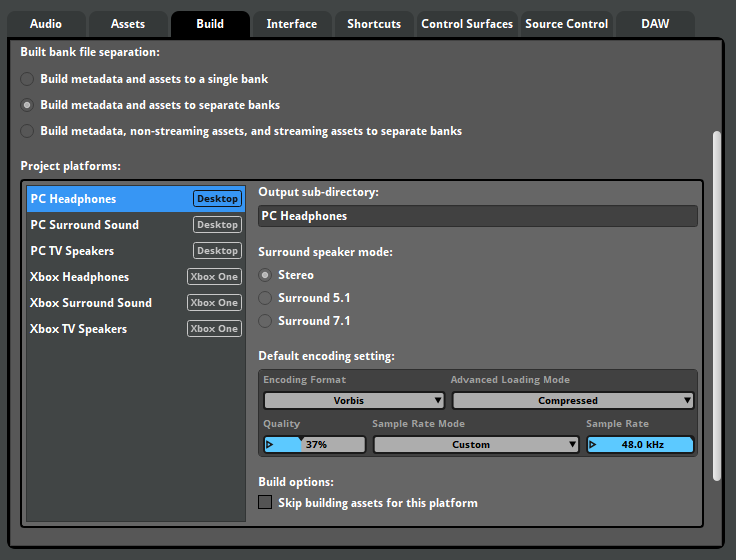 Audio Assets Build Interface Shortcuts Control Surfaces Source Control DAW
Built bank file separation:
Build metadata and assets to a single bank
Build metadata and assets to separate banks
Build metadata, non-streaming assets, and streaming assets to separate banks
Project platforms:
PC Headphones Desktop
PC Surround Sound Desktop
PC TV Speakers Desktop
Xbox Headphones Xbox One
Xbox Surround Sound Xbox One
Xbox TV Speakers Xbox One
Output sub-directory:
PC Headphones
Surround speaker mode:
Stereo
Surround 5.1
Surround 7.1
Default encoding setting:
Encoding Format Advanced Loading Mode
Vorbis Compressed
Quality Sample Rate Mode Sample Rate
37% Custom 48.0 kHz
Build options:
Skip building assets for this platform